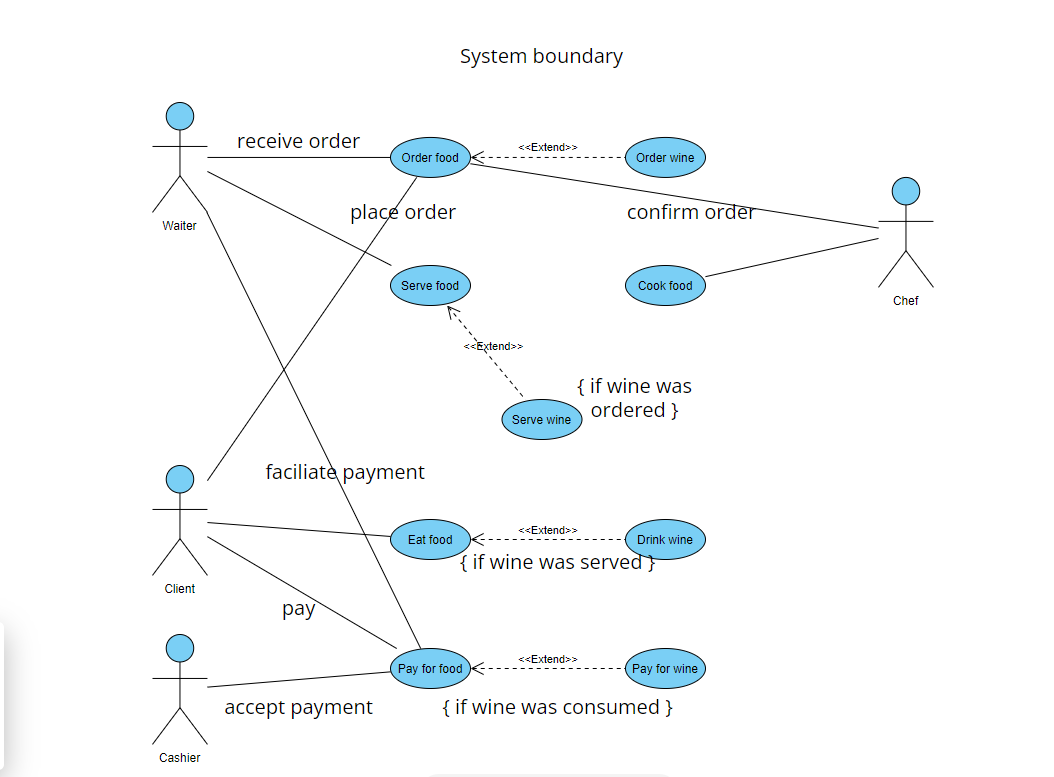 System boundary
receive order
Order food
<<Extend>>
Order wine
Waiter
place order
confirm order
Serve food
Cook food
Chef
<<Extend>>
{ if wine was
ordered }
Serve wine
faciliate payment
Client
Eat food
<<Extend>>
Drink wine
{ if wine was served }
pay
Pay for food
<<Extend>>
Pay for wine
accept payment
{ if wine was consumed }
Cashier